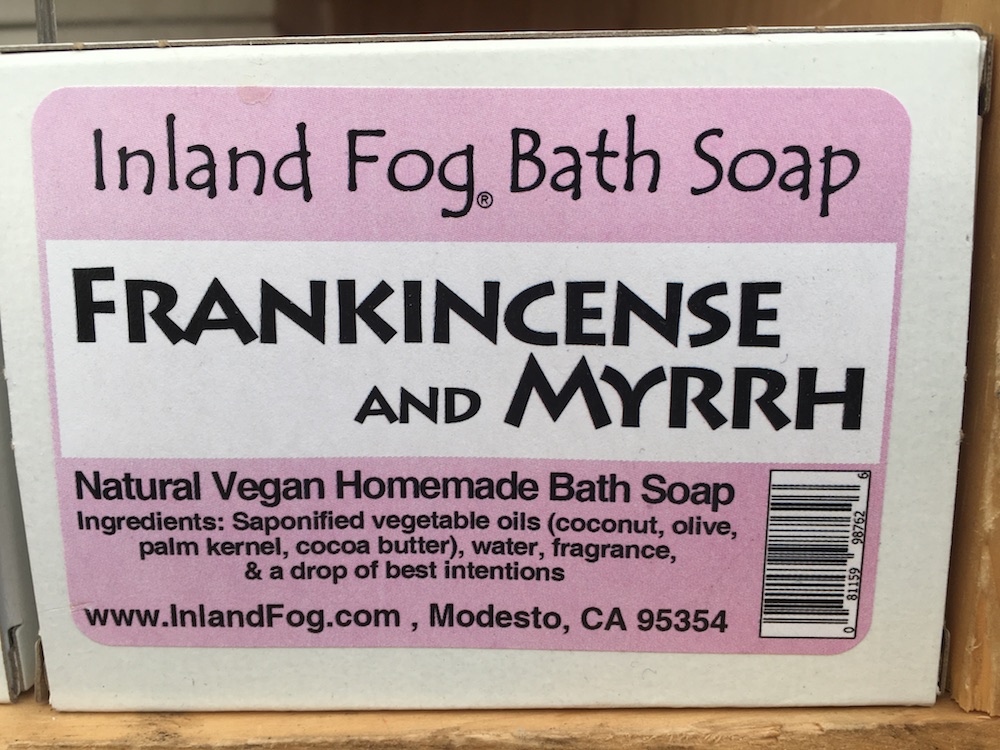 Inland Fog® Bath Soap
FRANKINCENSE
AND MYRRH
Natural Vegan Homemade Bath Soap
Ingredients: Saponified vegetable oils (coconut, olive,
palm kernel, cocoa butter), water, fragrance,
& a drop of best intentions
www.InlandFog.com , Modesto, CA 95354
0 81159 98762 6